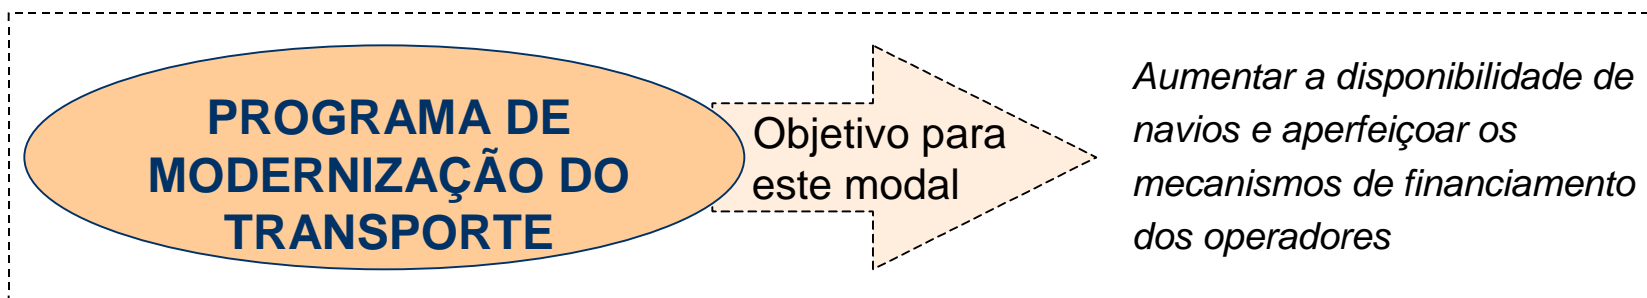 PROGRAMA DE
MODERNIZAÇÃO DO
TRANSPORTE
Objetivo para
este modal
Aumentar a disponibilidade de
navios e aperfeiçoar os
mecanismos de financiamento
dos operadores